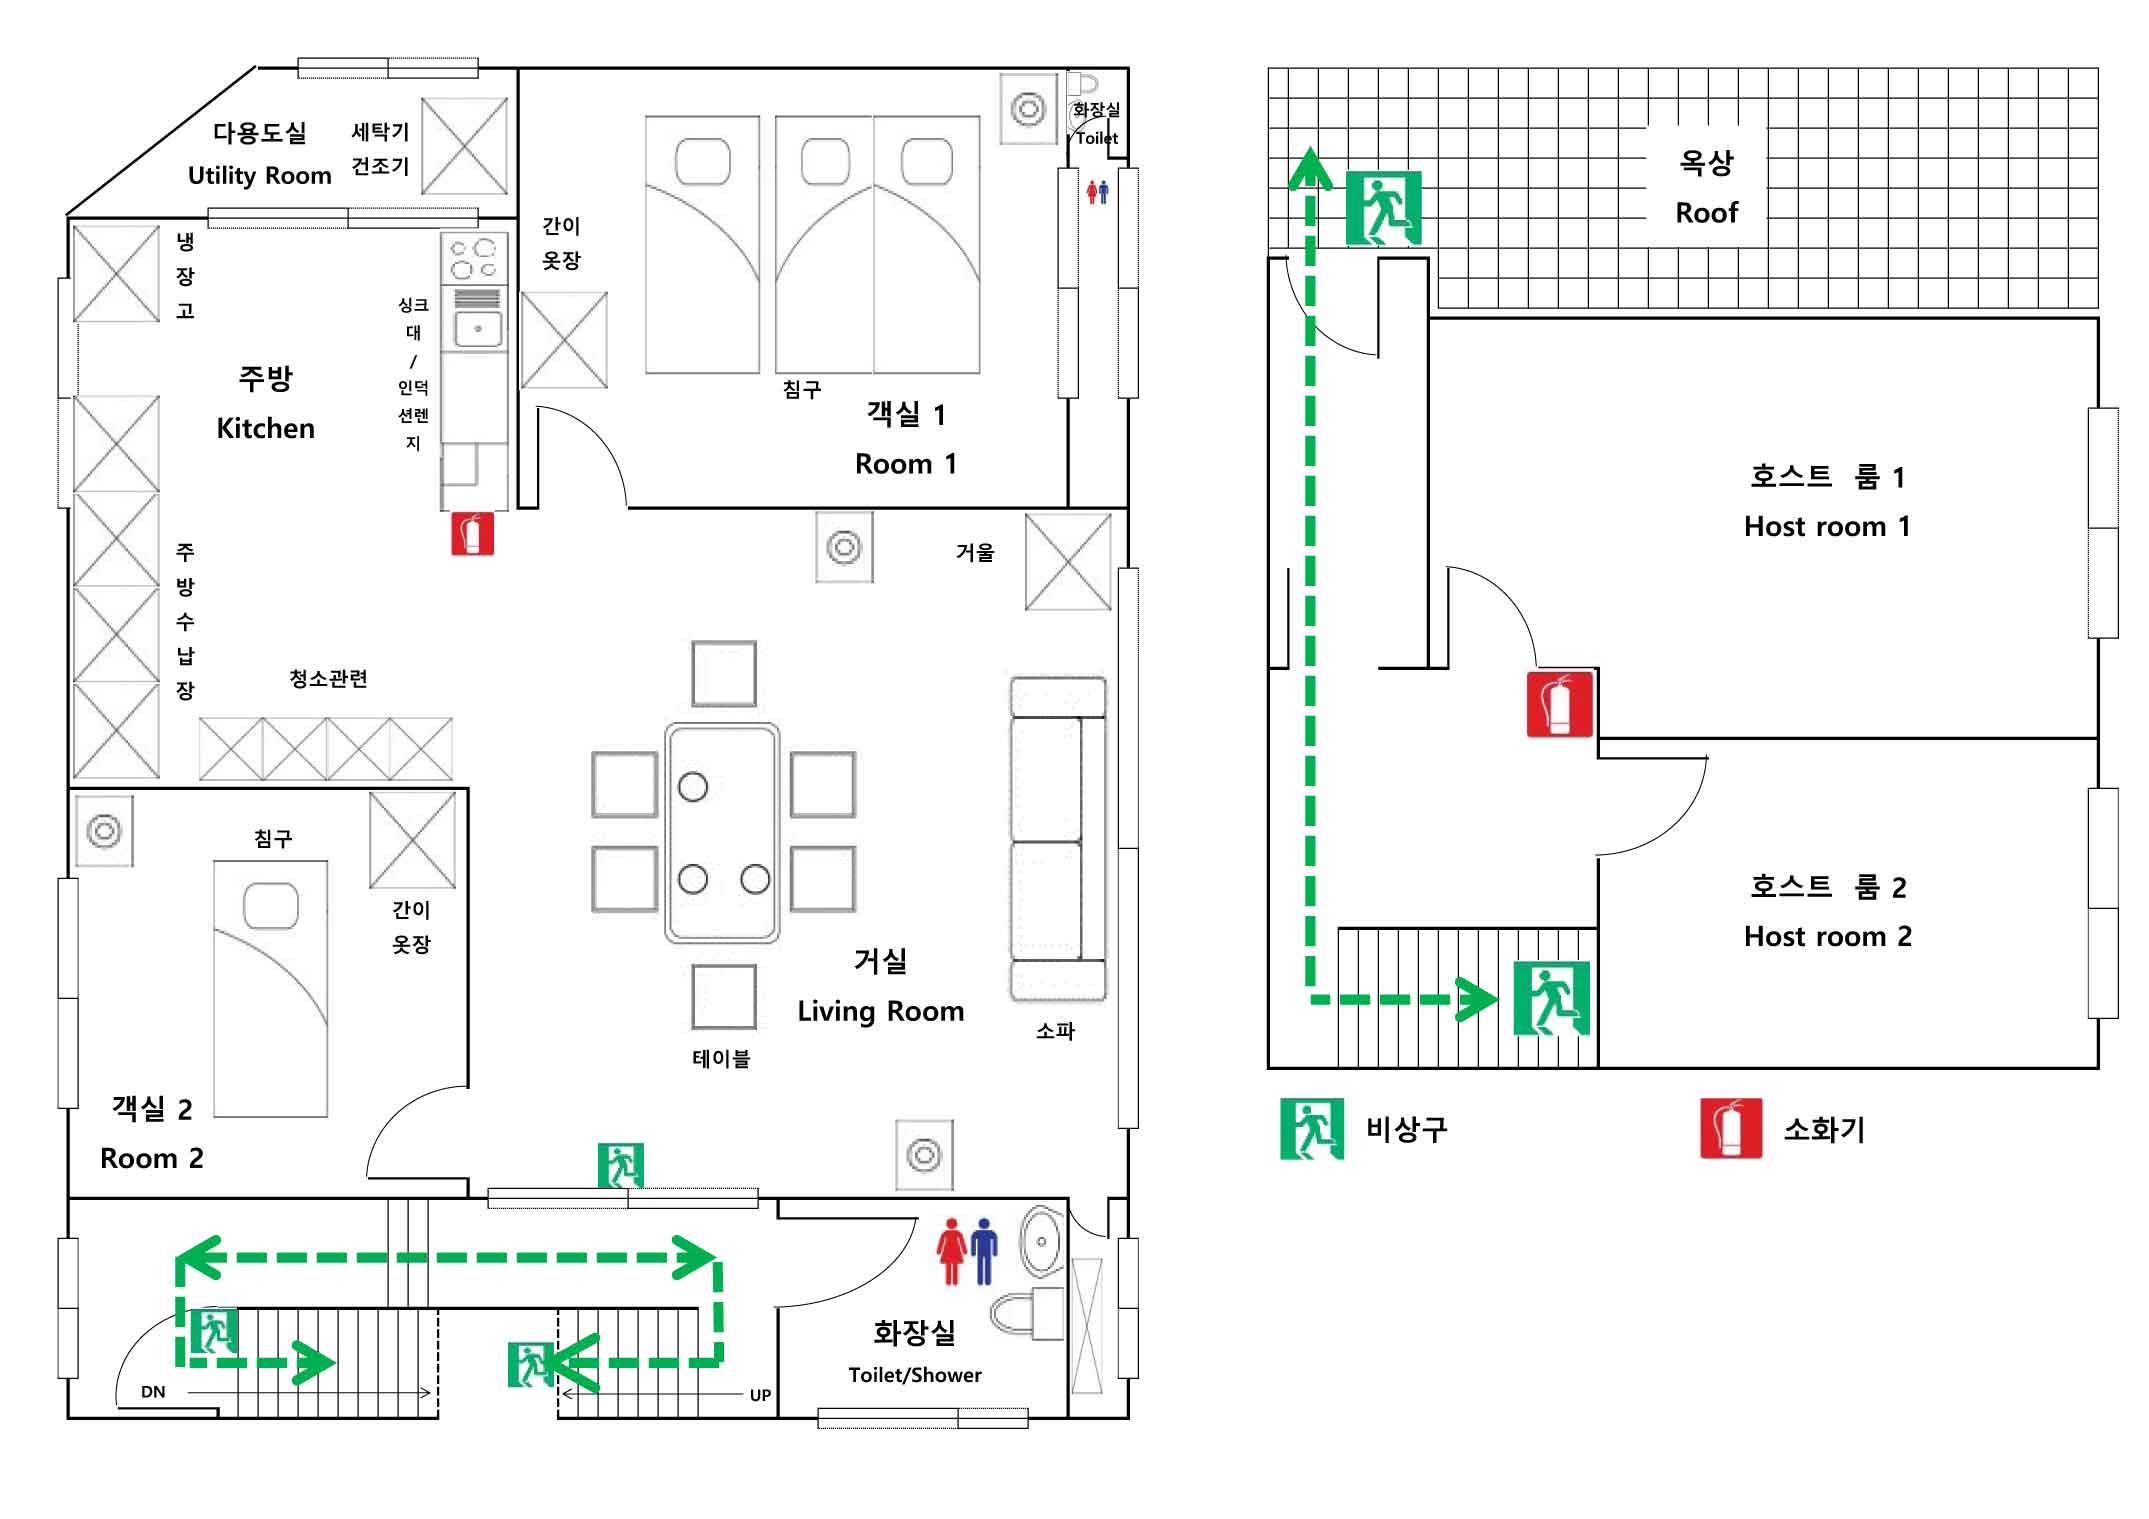 다용도실
Utility Room
세탁기
건조기
화장실
Toilet
냉
장
고
간이
옷장
싱크
대
/
인덕
션렌
지
주방
Kitchen
침구
객실 1
Room 1
거울
주
방
수
납
장
청소관련
침구
간이
옷장
거실
Living Room
소파
테이블
객실 2
Room 2
화장실
Toilet/Shower
DN
UP
옥상
Roof
호스트 룸 1
Host room 1
호스트 룸 2
Host room 2
비상구
소화기